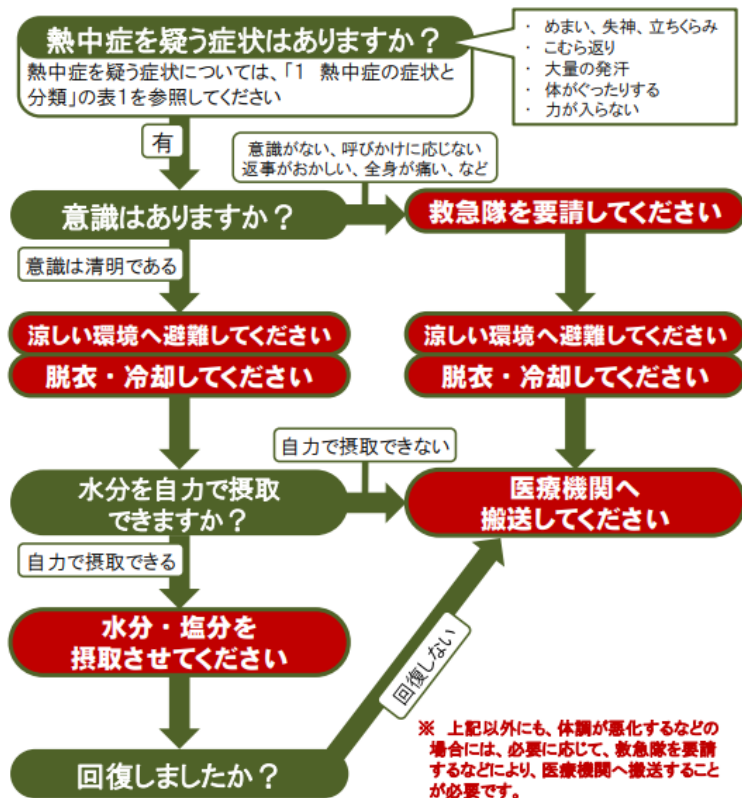 熱中症を疑う症状はありますか？
熱中症を疑う症状については、「1　熱中症の症状と
分類」の表1を参照してください
・ めまい、失神、立ちくらみ
・ こむら返り
・ 大量の発汗
・ 体がぐったりする
・ 力が入らない
有
意識がない、呼びかけに応じない
返事がおかしい、全身が痛い、など
意識はありますか？
救急隊を要請してください
意識は清明である
涼しい環境へ避難してください
脱衣・冷却してください
涼しい環境へ避難してください
脱衣・冷却してください
自力で摂取できない
水分を自力で摂取
できますか？
医療機関へ
搬送してください
自力で摂取できる
水分・塩分を
摂取させてください
回復しない
回復しましたか？
※　上記以外にも、体調が悪化するなどの
場合には、必要に応じて、救急隊を要請
するなどにより、医療機関へ搬送すること
が必要です。